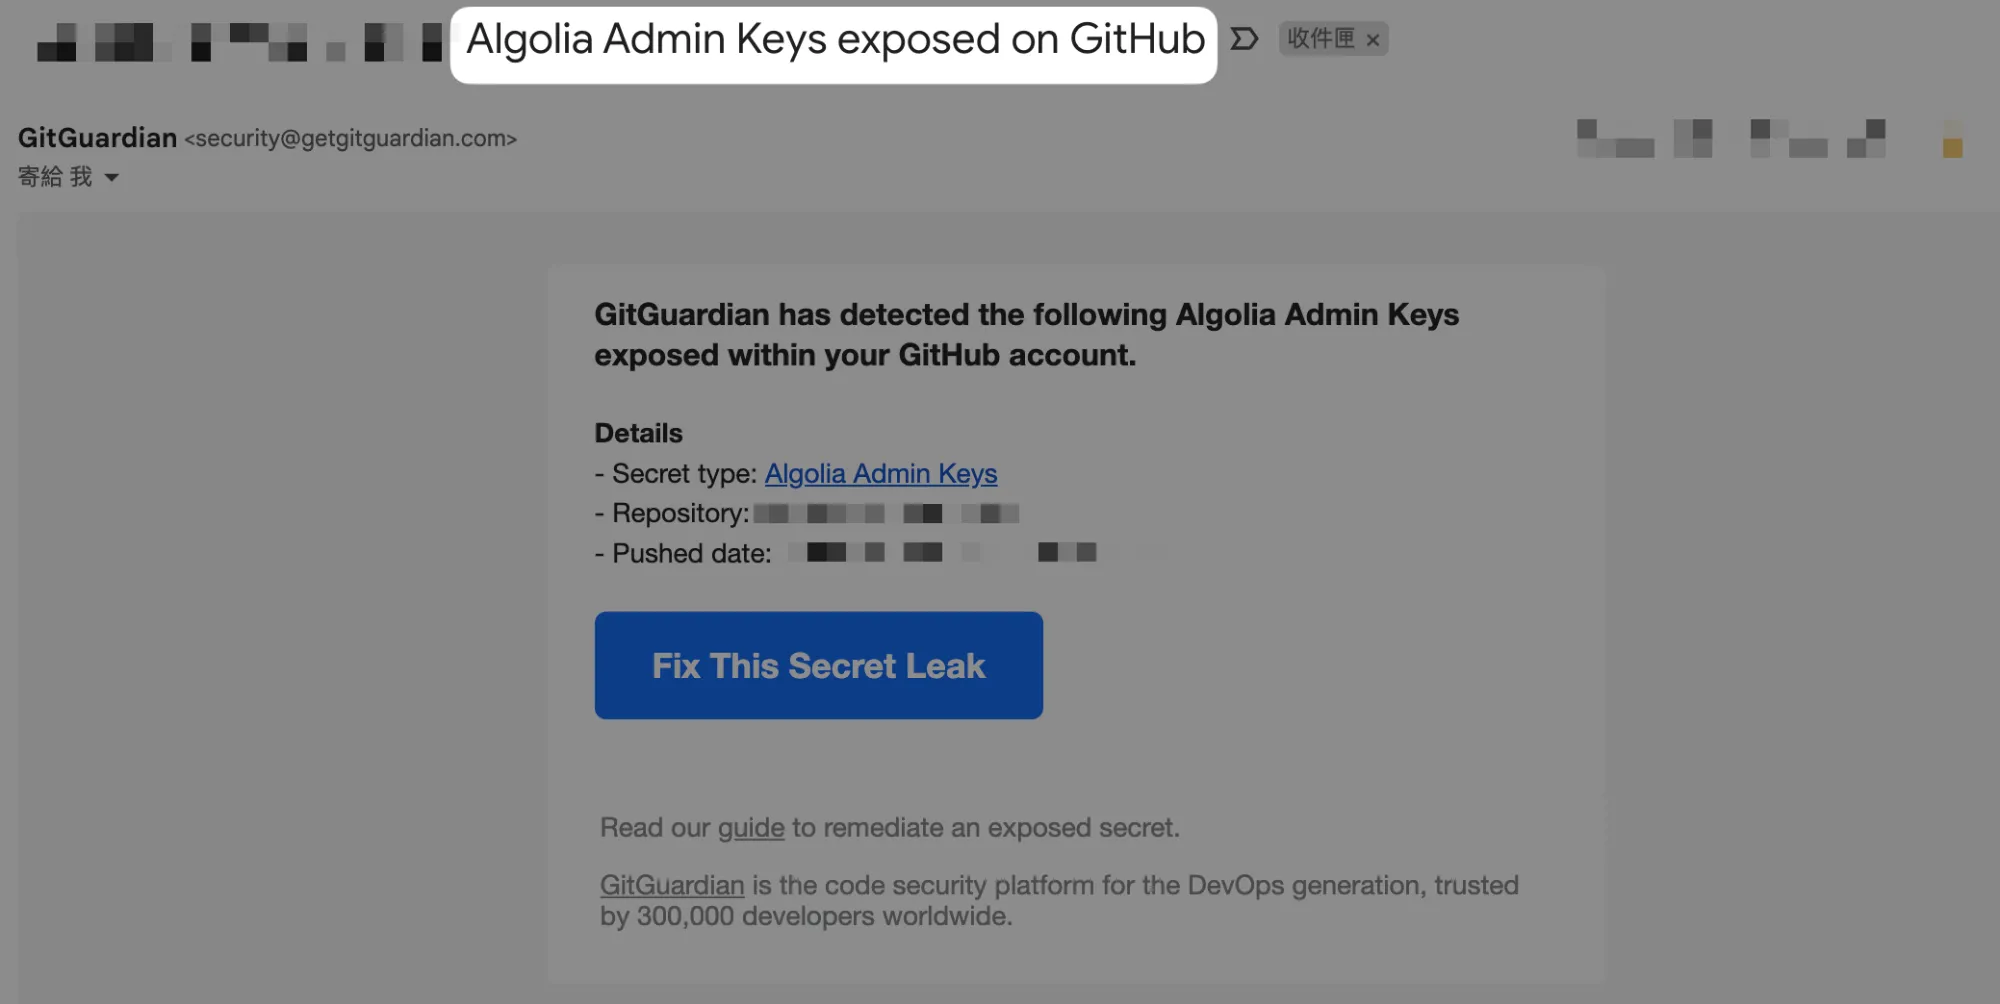 Algolia Admin Keys exposed on GitHub 收件匣 ×
GitGuardian <security@getgitguardian.com>
寄給 我
GitGuardian has detected the following Algolia Admin Keys
exposed within your GitHub account.
Details
- Secret type: Algolia Admin Keys
- Repository:
- Pushed date:
Fix This Secret Leak
Read our guide to remediate an exposed secret.
GitGuardian is the code security platform for the DevOps generation, trusted
by 300,000 developers worldwide.